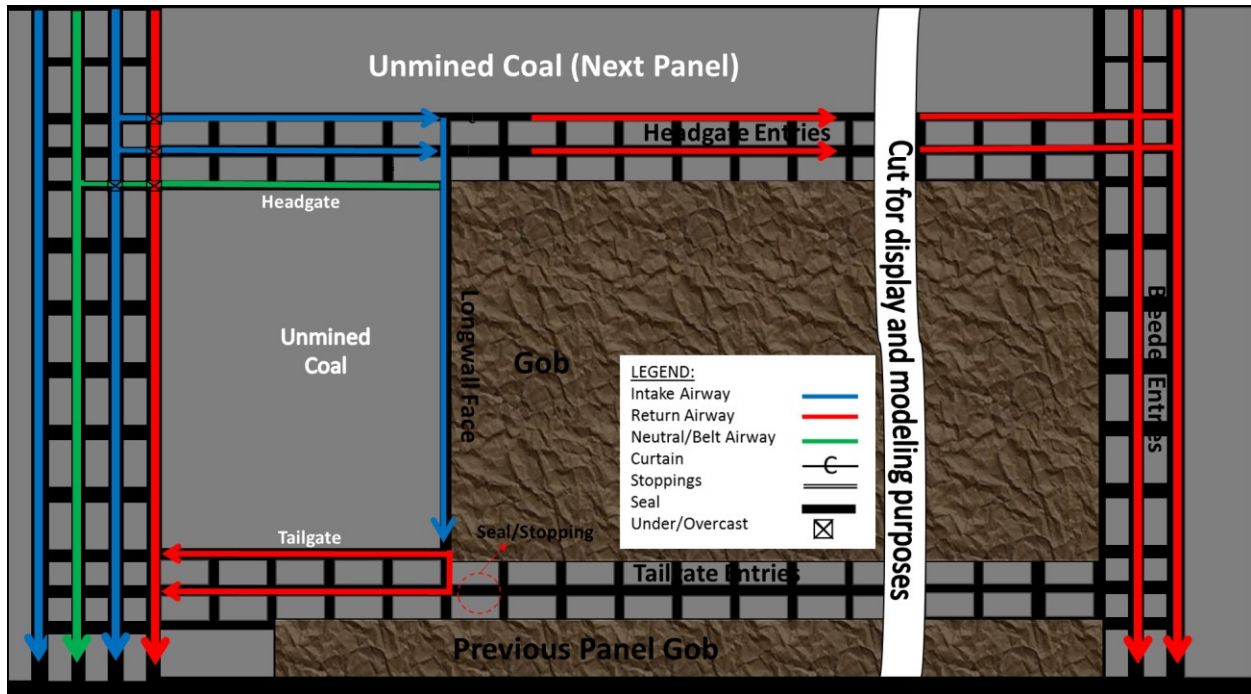 Unmined Coal (Next Panel)
Headgate Entries
Headgate
Cut for display and modeling purposes
Unmined
Coal
Longwall Face
Gob
Bleede Entries
LEGEND:
Intake Airway
Return Airway
Neutral/Belt Airway
Curtain
C
Stoppings
Seal
Under/Overcast
Tailgate
Seal/Stopping
Tailgate Entries
Previous Panel Gob